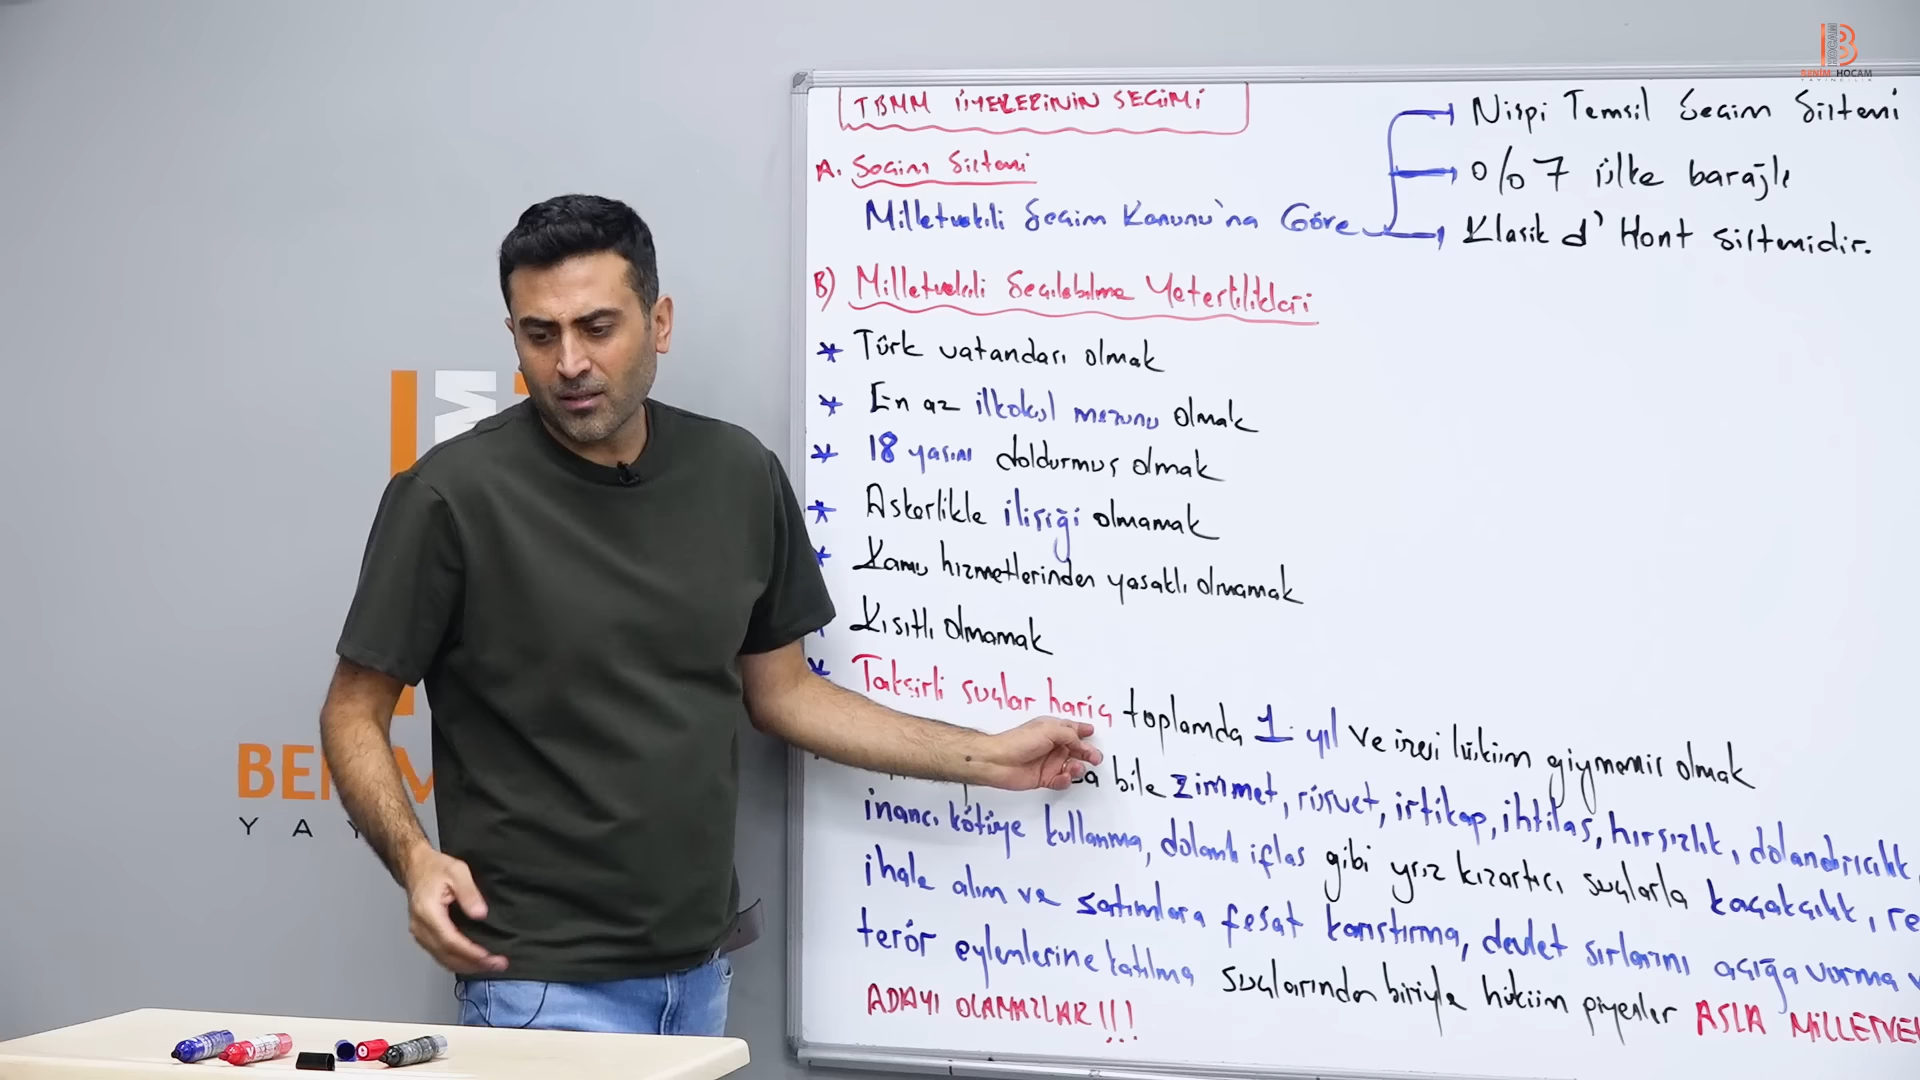 BENİM HOCAM
YAYINCILIK
TBMM ÜYELERİNİN SEÇİMİ
A. Seçim Sistemi
Milletvekili Seçim Kanunu'na Göre
Nispi Temsil Seçim Sistemi
% 7 ülke barajlı
Klasik d'Hont sistemidir.
B) Milletvekili Seçilebilme Yeterlilikleri
* Türk vatandaşı olmak
* En az ilkokul mezunu olmak
* 18 yaşını doldurmuş olmak
* Askerlikle ilişiği olmamak
* Kamu hizmetlerinden yasaklı olmamak
Kısıtlı olmamak
* Taksirli suçlar hariç toplamda 1 yıl ve üzeri hüküm giymemiş olmak
bile zimmet, rüşvet, irtikap, ihtilas, hırsızlık, dolandırıcılık,
inancı kötüye kullanma, dolanlı iflas gibi yüz kızartıcı suçlarla kaçakçılık, re
ihale alım ve satımlara fesat karıştırma, devlet sırlarını açığa vurma v
terör eylemlerine katılma suçlarından biriyle hüküm giyenler ASLA MİLLETVEK
ADAYI OLAMAZLAR!!!
BEN M
YAY